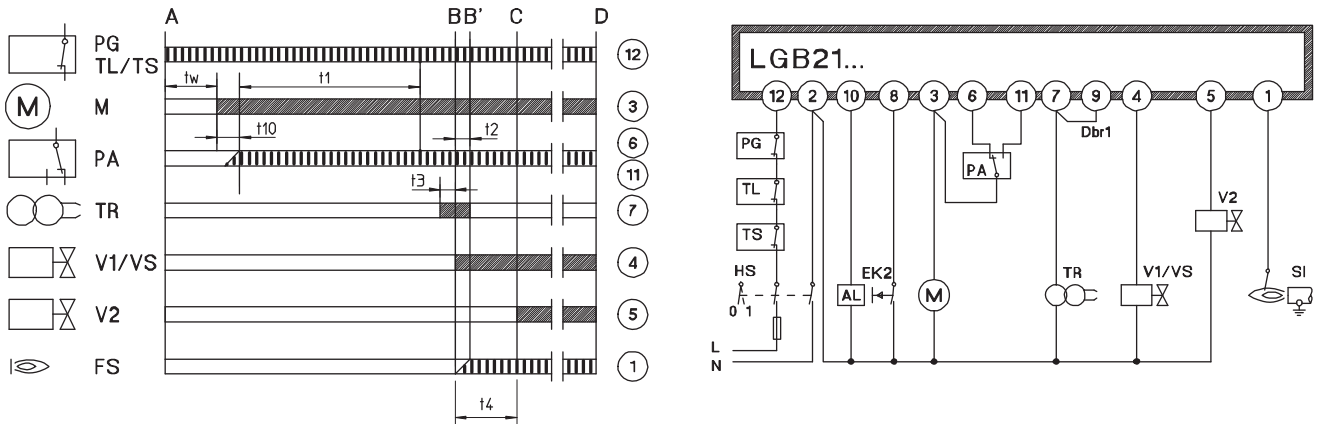 A B B' C D
PG
TL/TS
12
tw
t1
M
M
3
t10
t2
6
PA
11
t3
TR
7
V1/VS
4
V2
5
FS
1
t4
LGB21...
12 2 10 8 3 6 11 7 9 4 5 1
Dbr1
PG
PA
TL
V2
TS
HS
EK2
TR
V1/VS
SI
AL
M
0 1
L
N